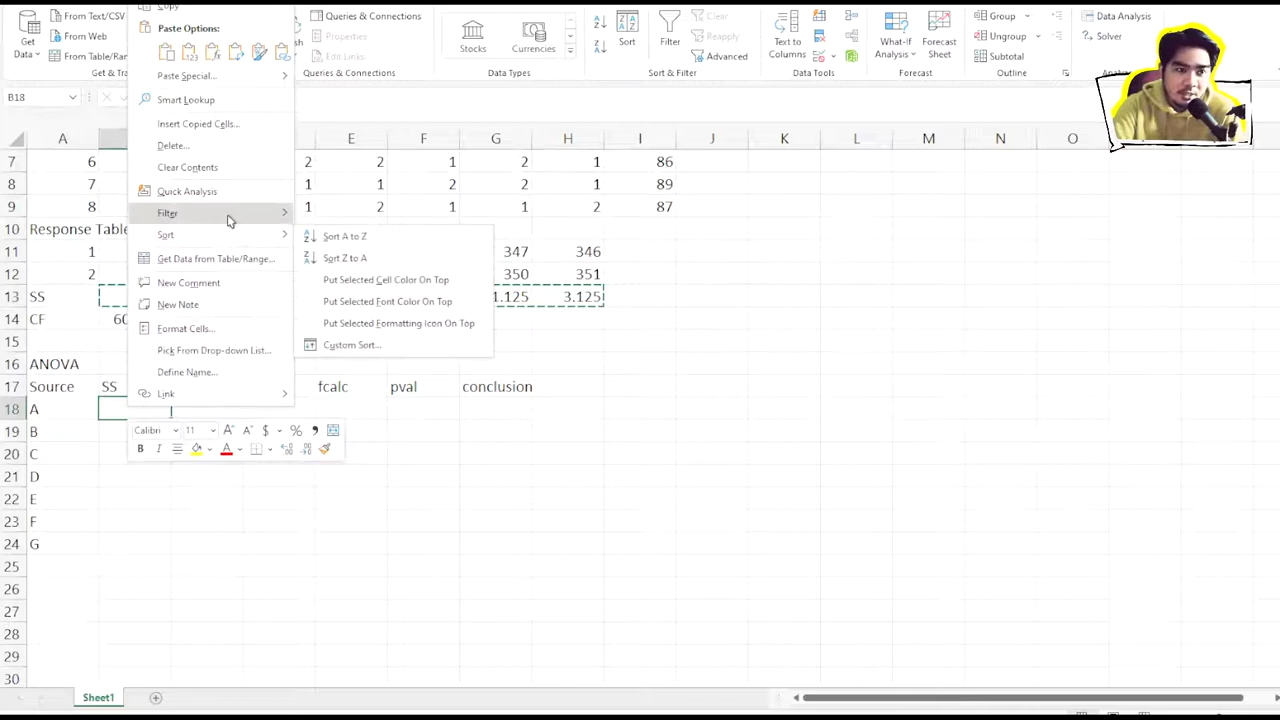 Copy
From Text/CSV
Paste Options:
Queries & Connections
Clear
Group
Data Analysis
Get Data
From Web
Properties
Stocks
Currencies
Sort
Filter
Reapply
Text to Columns
What-If Analysis
Forecast Sheet
Ungroup
Solver
From Table/Ran
Edit Links
Advanced
Subtotal
Get & Tra
Queries & Connections
Data Types
Sort & Filter
Data Tools
Forecast
Outline
Paste Special...
Smart Lookup
B18
Insert Copied Cells...
A E F G H I J K L M N O
Delete...
7 6 2 2 1 2 1 86
Clear Contents
8 7 1 1 2 2 1 89
Quick Analysis
9 8 1 2 1 1 2 87
Filter
10 Response Table
Sort
Sort A to Z
11 1 347 346
Get Data from Table/Range...
Sort Z to A
12 2 350 351
New Comment
Put Selected Cell Color On Top
13 SS 1.125 3.125
New Note
Put Selected Font Color On Top
14 CF 60
Format Cells...
Put Selected Formatting Icon On Top
15
Pick From Drop-down List...
Custom Sort...
16 ANOVA
Define Name...
17 Source SS fcalc pval conclusion
Link
18 A
19 B
Calibri 11 $ % ,
20 C
B I A
21 D
22 E
23 F
24 G
25
26
27
28
29
30
Sheet1